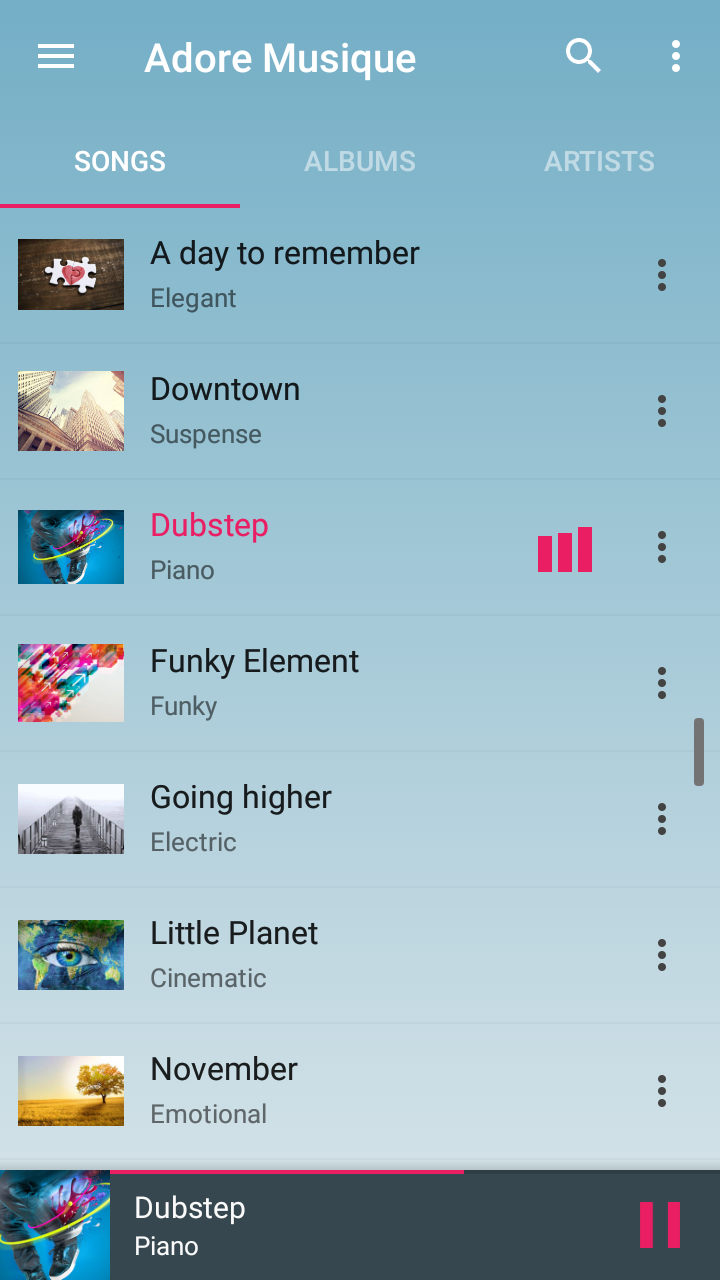 Adore Musique
SONGS
ALBUMS
ARTISTS
A day to remember
Elegant
Downtown
Suspense
Dubstep
Piano
Funky Element
Funky
Going higher
Electric
Little Planet
Cinematic
November
Emotional
Dubstep
Piano